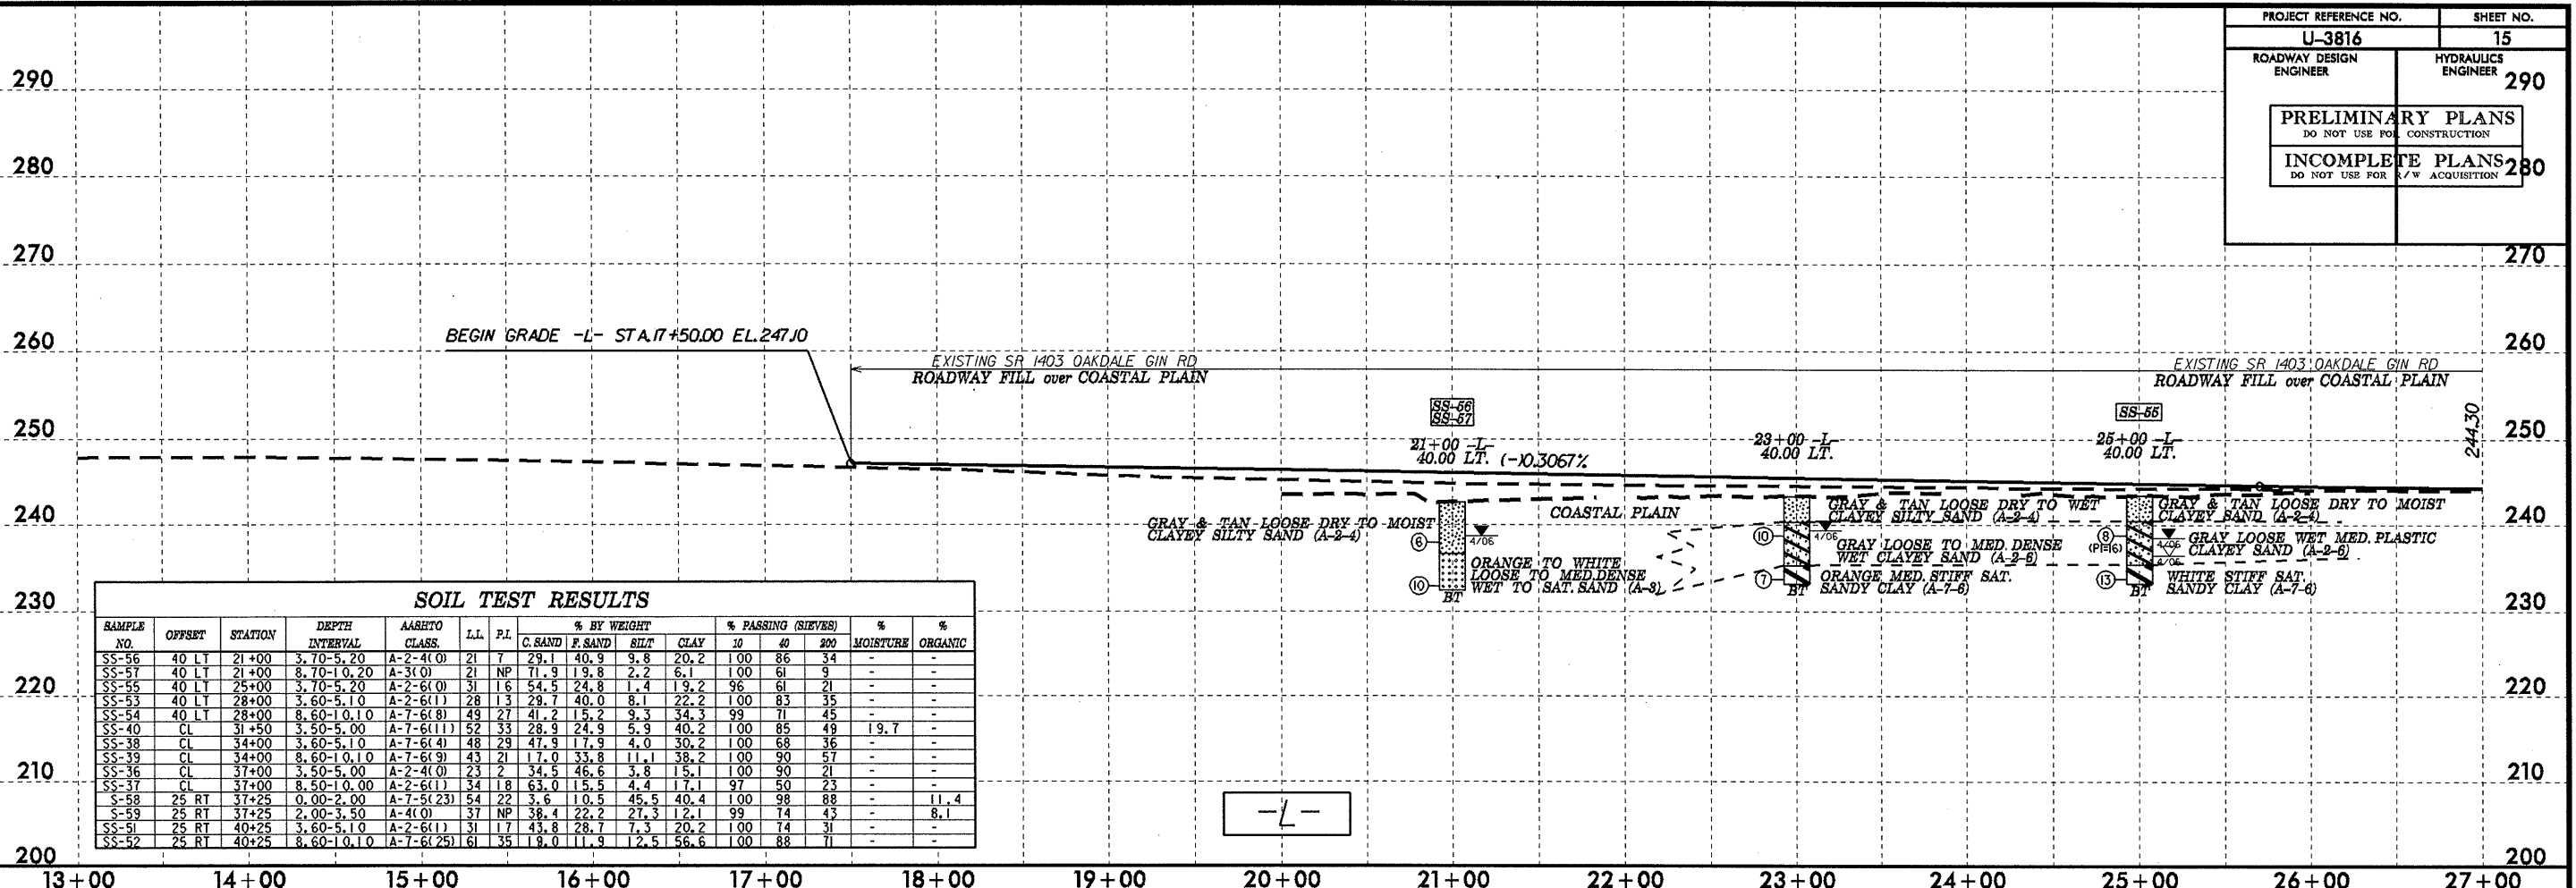 PROJECT REFERENCE NO. SHEET NO.
U-3816 15
ROADWAY DESIGN ENGINEER HYDRAULICS ENGINEER
PRELIMINARY PLANS
DO NOT USE FOR CONSTRUCTION
INCOMPLETE PLANS
DO NOT USE FOR R/W ACQUISITION
290 290
280 280
270 270
260 260
250 250
240 240
230 230
220 220
210 210
200 200
BEGIN GRADE -L- STA.17+50.00 EL.247.10
EXISTING SR 1403 OAKDALE GIN RD
ROADWAY FILL over COASTAL PLAIN
EXISTING SR 1403 OAKDALE GIN RD
ROADWAY FILL over COASTAL PLAIN
SS-56
SS-57
21+00 -L-
40.00 LT.
(-)0.3067%
23+00 -L-
40.00 LT.
SS-55
25+00 -L-
40.00 LT.
244.30
GRAY & TAN LOOSE DRY TO MOIST
CLAYEY SILTY SAND (A-2-4)
6
4/06
10
BT
ORANGE TO WHITE
LOOSE TO MED.DENSE
WET TO SAT. SAND (A-3)
COASTAL PLAIN
GRAY & TAN LOOSE DRY TO WET
CLAYEY SILTY SAND (A-2-4)
10
4/06
GRAY LOOSE TO MED. DENSE
WET CLAYEY SAND (A-2-6)
7
BT
ORANGE MED. STIFF SAT.
SANDY CLAY (A-7-6)
GRAY & TAN LOOSE DRY TO MOIST
CLAYEY SAND (A-2-4)
8
(PI=16)
4/06
4/06
GRAY LOOSE WET MED. PLASTIC
CLAYEY SAND (A-2-6)
13
BT
WHITE STIFF SAT.
SANDY CLAY (A-7-6)
SOIL TEST RESULTS
SAMPLE NO. OFFSET STATION DEPTH INTERVAL AASHTO CLASS. L.L. P.I. % BY WEIGHT C. SAND F. SAND SILT CLAY % PASSING (SIEVES) 10 40 200 % MOISTURE % ORGANIC
SS-56 40 LT 21+00 3.70-5.20 A-2-4(0) 21 7 29.1 40.9 9.8 20.2 100 86 34 - -
SS-57 40 LT 21+00 8.70-10.20 A-3(0) 21 NP 71.9 19.8 2.2 6.1 100 61 9 - -
SS-55 40 LT 25+00 3.70-5.20 A-2-6(0) 31 16 54.5 24.8 1.4 19.2 96 61 21 - -
SS-53 40 LT 28+00 3.60-5.10 A-2-6(1) 28 13 29.7 40.0 8.1 22.2 100 83 35 - -
SS-54 40 LT 28+00 8.60-10.10 A-7-6(8) 49 27 41.2 15.2 9.3 34.3 99 71 45 - -
SS-40 CL 31+50 3.50-5.00 A-7-6(11) 52 33 28.9 24.9 5.9 40.2 100 85 49 19.7 -
SS-38 CL 34+00 3.60-5.10 A-7-6(4) 48 29 47.9 17.9 4.0 30.2 100 68 36 - -
SS-39 CL 34+00 8.60-10.10 A-7-6(9) 43 21 17.0 33.8 11.1 38.2 100 90 57 - -
SS-36 CL 37+00 3.50-5.00 A-2-4(0) 23 2 34.5 46.6 3.8 15.1 100 90 21 - -
SS-37 CL 37+00 8.50-10.00 A-2-6(1) 34 18 63.0 15.5 4.4 17.1 97 50 23 - -
S-58 25 RT 37+25 0.00-2.00 A-7-5(23) 54 22 3.6 10.5 45.5 40.4 100 98 88 - 11.4
S-59 25 RT 37+25 2.00-3.50 A-4(0) 37 NP 38.4 22.2 27.3 12.1 99 74 43 - 8.1
SS-51 25 RT 40+25 3.60-5.10 A-2-6(1) 31 17 43.8 28.7 7.3 20.2 100 74 31 - -
SS-52 25 RT 40+25 8.60-10.10 A-7-6(25) 61 35 19.0 11.9 12.5 56.6 100 88 71 - -
-L-
13+00 14+00 15+00 16+00 17+00 18+00 19+00 20+00 21+00 22+00 23+00 24+00 25+00 26+00 27+00